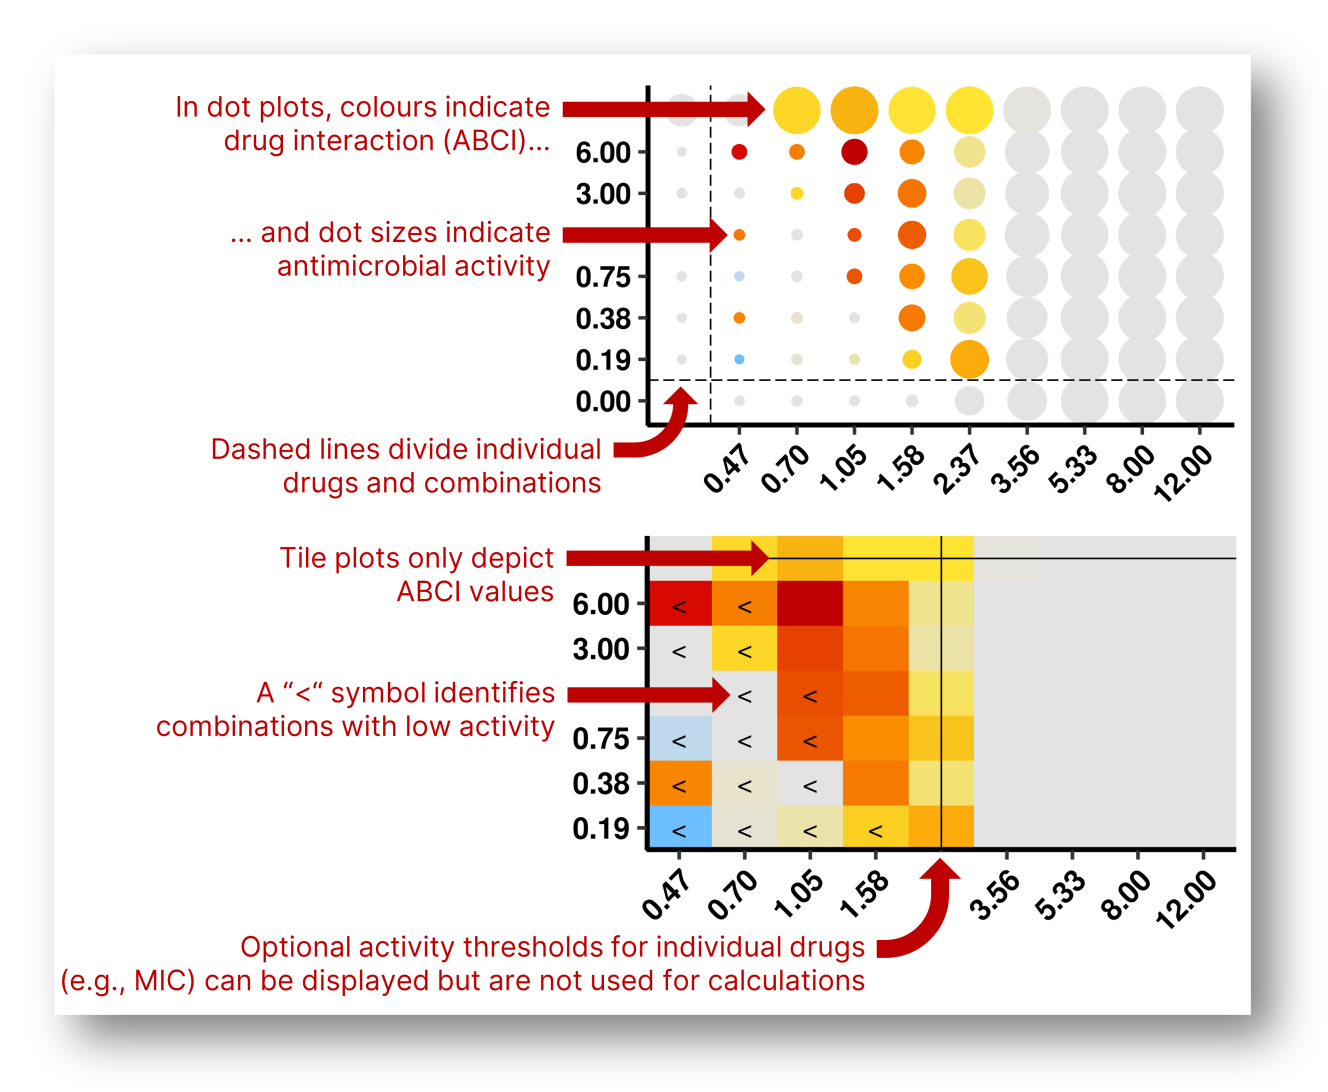 In dot plots, colours indicate
drug interaction (ABCI)...
6.00
3.00
... and dot sizes indicate
antimicrobial activity
0.75
0.38
0.19
0.00
Dashed lines divide individual
drugs and combinations
0.47 0.70 1.05 1.58 2.37 3.56 5.33 8.00 12.00
Tile plots only depict
ABCI values
6.00 < <
3.00 < <
A “<“ symbol identifies
combinations with low activity
< <
0.75 < < <
0.38 < < <
0.19 < < < <
0.47 0.70 1.05 1.58 3.56 5.33 8.00 12.00
Optional activity thresholds for individual drugs
(e.g., MIC) can be displayed but are not used for calculations